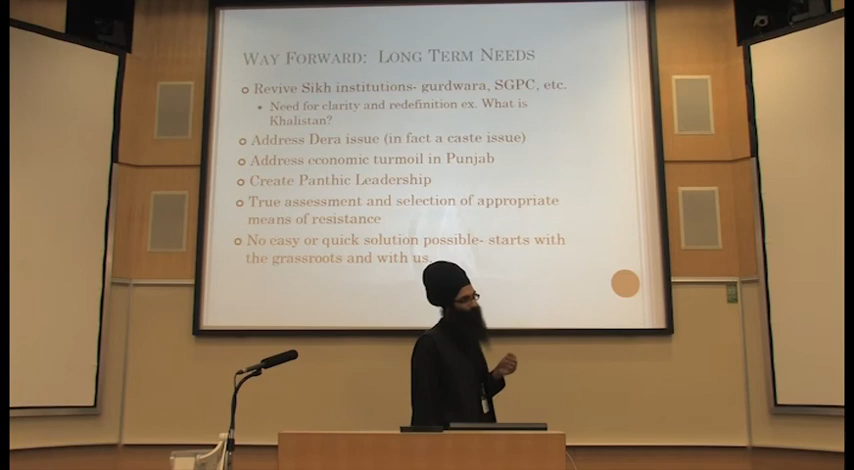 WAY FORWARD: LONG TERM NEEDS
Revive Sikh institutions- gurdwara, SGPC, etc.
Need for clarity and redefinition ex. What is
Khalistan?
Address Dera issue (in fact a caste issue)
Address economic turmoil in Punjab
Create Panthic Leadership
True assessment and selection of appropriate
means of resistance
No easy or quick solution possible- starts with
the grassroots and with us.